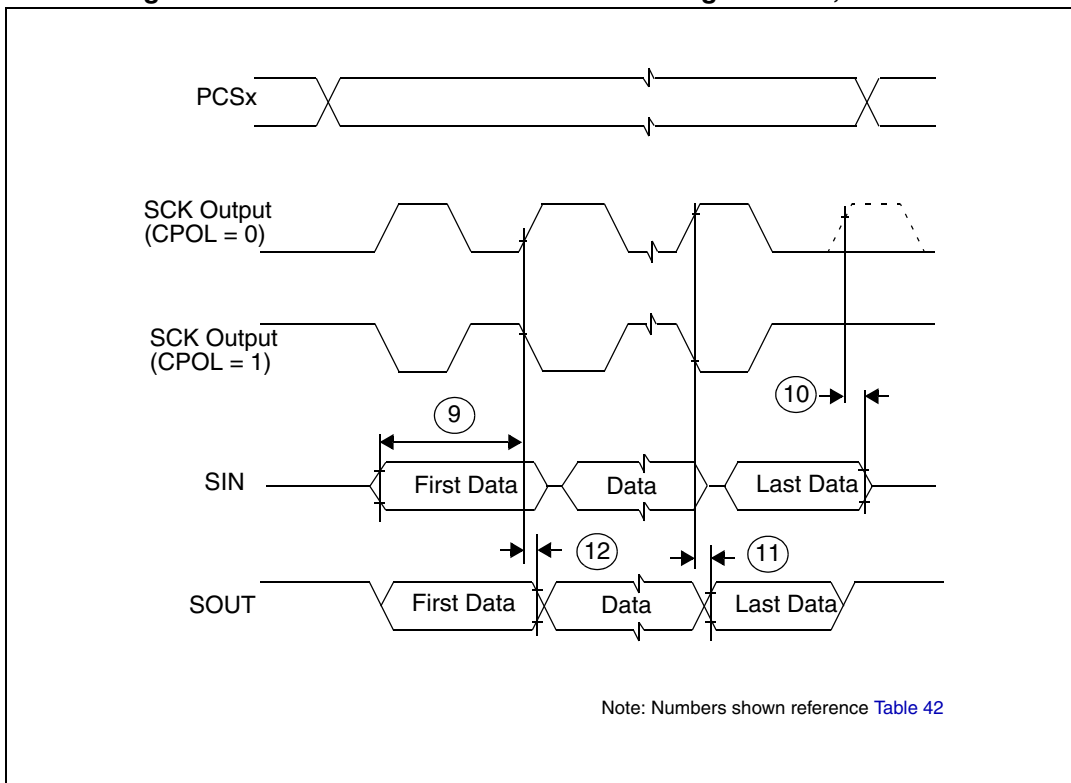 PCSx
SCK Output
(CPOL = 0)
SCK Output
(CPOL = 1)
10
9
SIN
First Data
Data
Last Data
12
11
SOUT
First Data
Data
Last Data
Note: Numbers shown reference Table 42